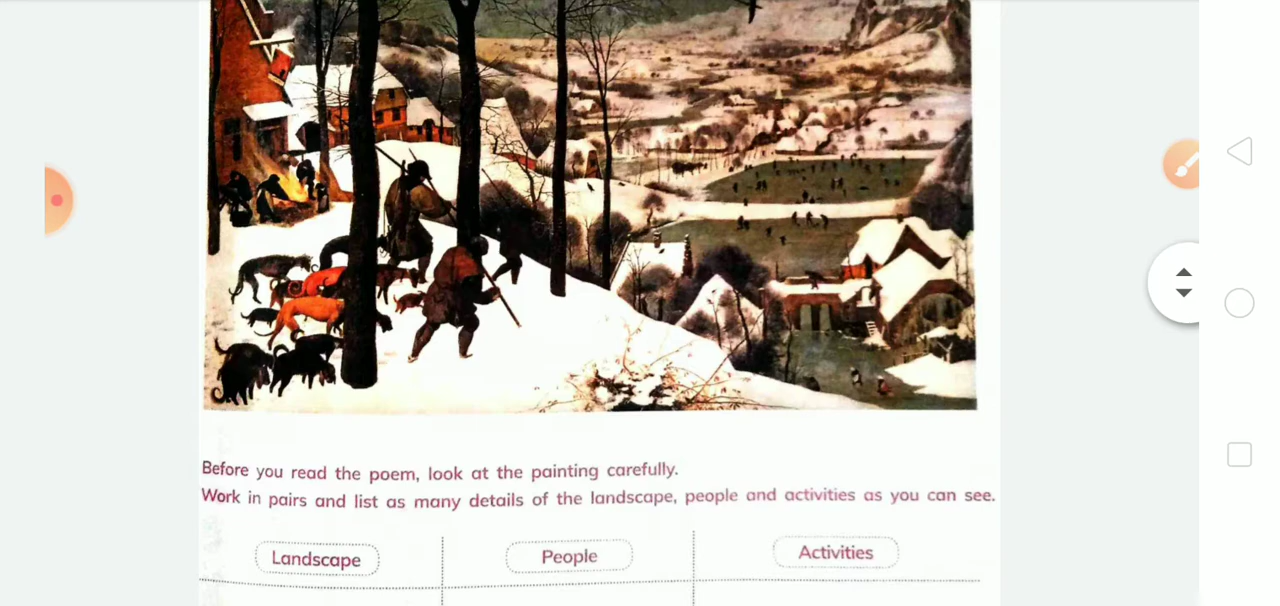 Before you read the poem, look at the painting carefully.
Work in pairs and list as many details of the landscape, people and activities as you can see.
Landscape
People
Activities